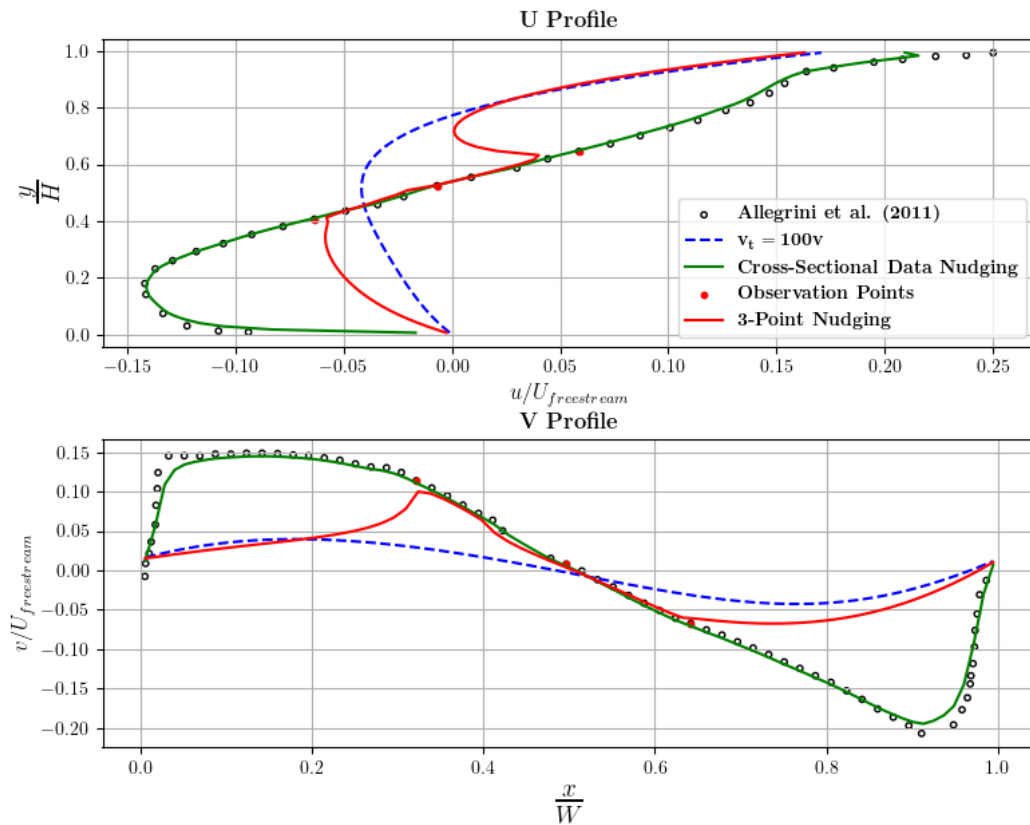 U Profile
1.0
0.8
0.6
0.4
0.2
0.0
y/H
−0.15 −0.10 −0.05 0.00 0.05 0.10 0.15 0.20 0.25
u/U_freestream
Allegrini et al. (2011)
v_t = 100v
Cross-Sectional Data Nudging
Observation Points
3-Point Nudging
V Profile
0.15
0.10
0.05
0.00
−0.05
−0.10
−0.15
−0.20
v/U_freestream
0.0 0.2 0.4 0.6 0.8 1.0
x/W